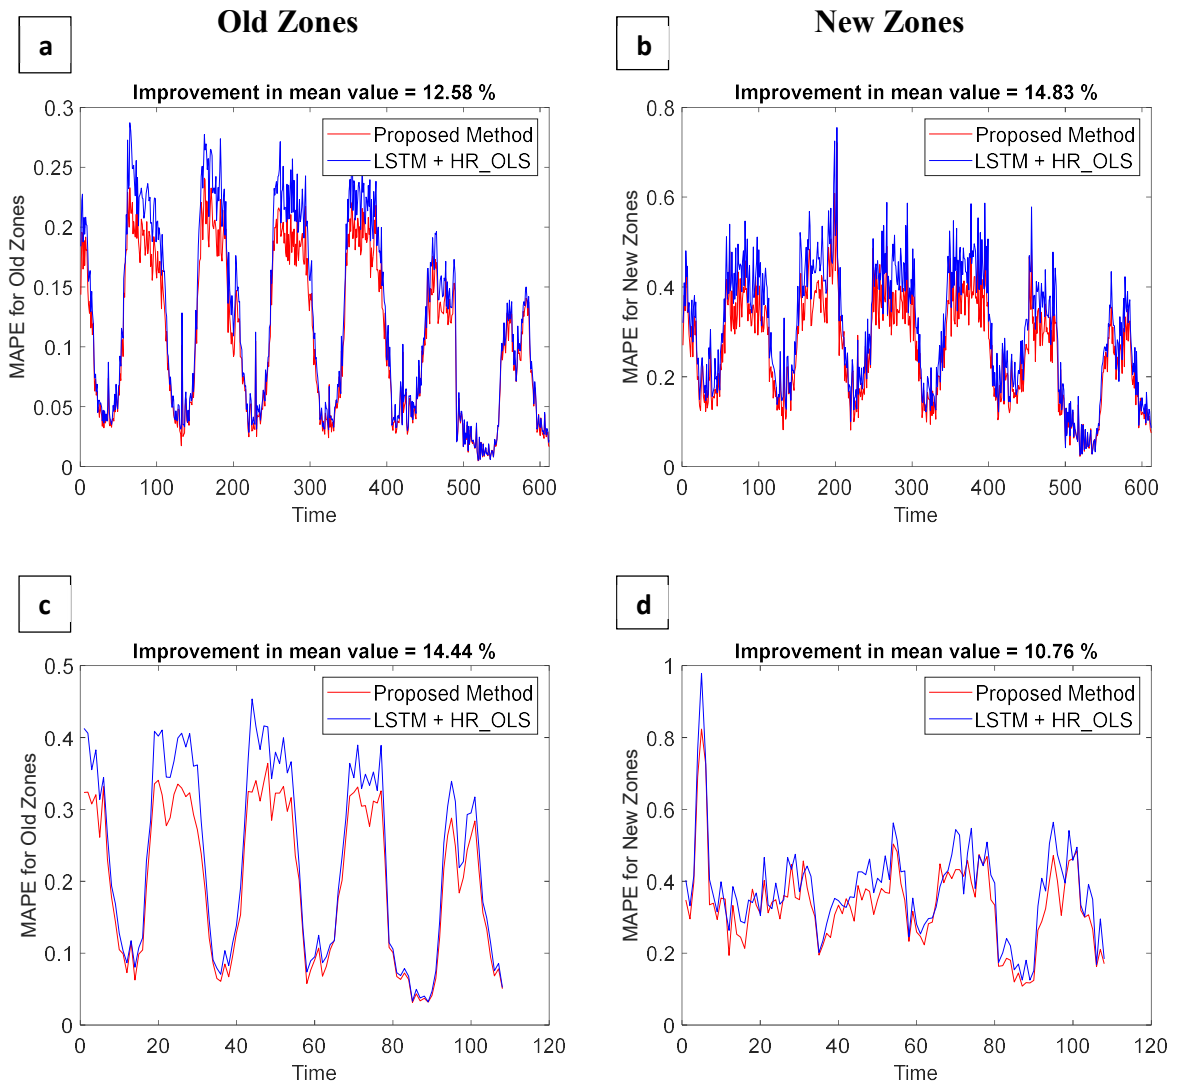 Old Zones
New Zones
a
b
Improvement in mean value = 12.58 %
Improvement in mean value = 14.83 %
Proposed Method
LSTM + HR_OLS
Proposed Method
LSTM + HR_OLS
MAPE for Old Zones
0.3
0.25
0.2
0.15
0.1
0.05
0
0 100 200 300 400 500 600
Time
MAPE for New Zones
0.8
0.6
0.4
0.2
0
0 100 200 300 400 500 600
Time
c
d
Improvement in mean value = 14.44 %
Improvement in mean value = 10.76 %
Proposed Method
LSTM + HR_OLS
Proposed Method
LSTM + HR_OLS
MAPE for Old Zones
0.5
0.4
0.3
0.2
0.1
0
0 20 40 60 80 100 120
Time
MAPE for New Zones
1
0.8
0.6
0.4
0.2
0
0 20 40 60 80 100 120
Time